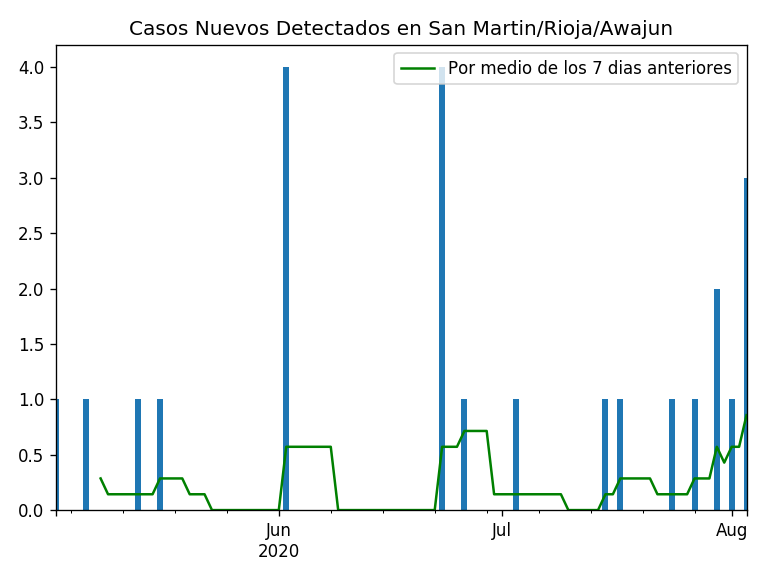 Casos Nuevos Detectados en San Martin/Rioja/Awajun
Por medio de los 7 dias anteriores
4.0
3.5
3.0
2.5
2.0
1.5
1.0
0.5
0.0
Jun
2020
Jul
Aug